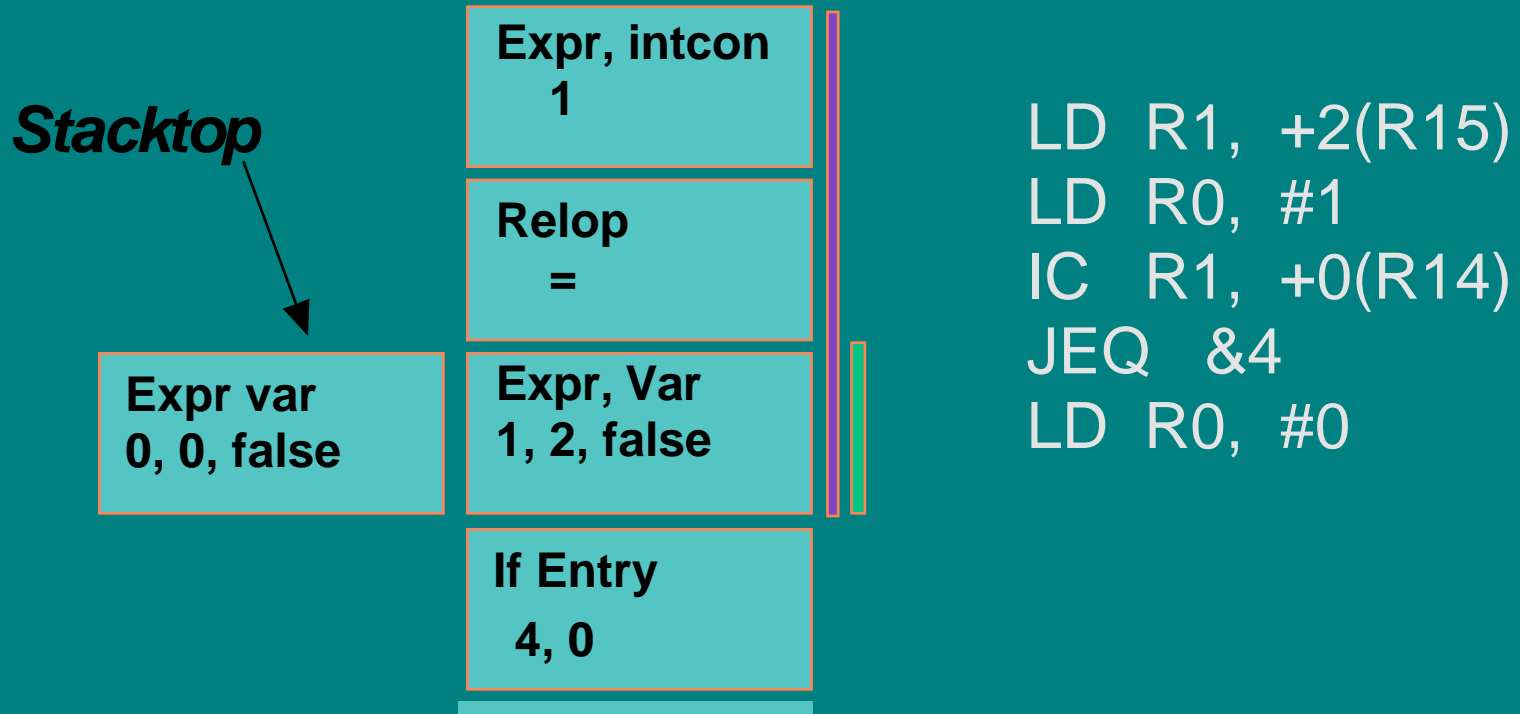 Stacktop
Expr, intcon
1
Relop
=
Expr var
0, 0, false
Expr, Var
1, 2, false
If Entry
4, 0
LD R1, +2(R15)
LD R0, #1
IC R1, +0(R14)
JEQ &4
LD R0, #0